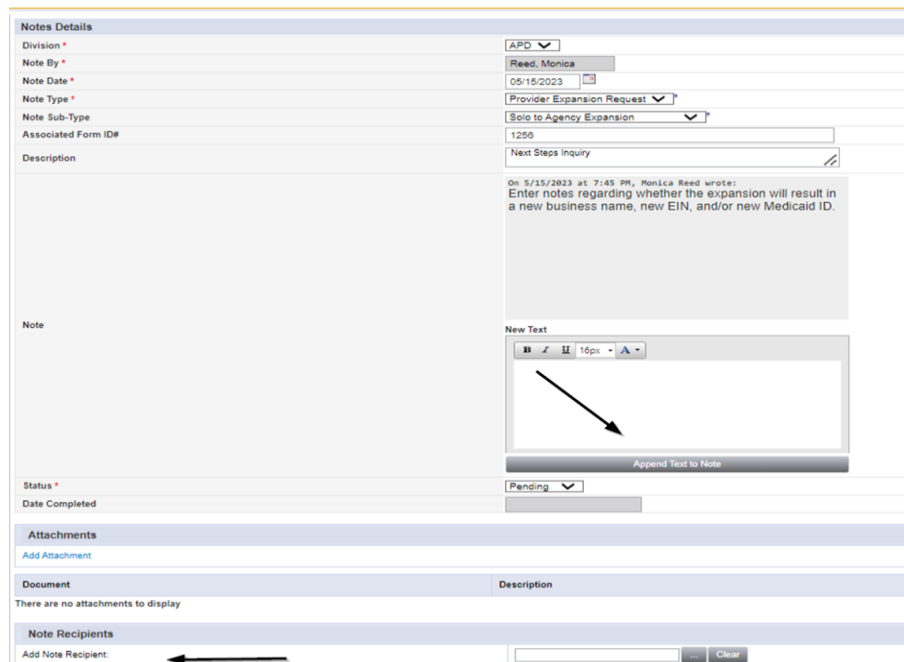 Notes Details
Division * APD
Note By * Reed, Monica
Note Date * 05/15/2023
Note Type * Provider Expansion Request *
Note Sub-Type Solo to Agency Expansion *
Associated Form ID# 1256
Description Next Steps Inquiry
On 5/15/2023 at 7:45 PM, Monica Reed wrote:
Enter notes regarding whether the expansion will result in
a new business name, new EIN, and/or new Medicaid ID.
Note
New Text
B I U 16px A
Append Text to Note
Status * Pending
Date Completed
Attachments
Add Attachment
Document Description
There are no attachments to display
Note Recipients
Add Note Recipient: ... Clear